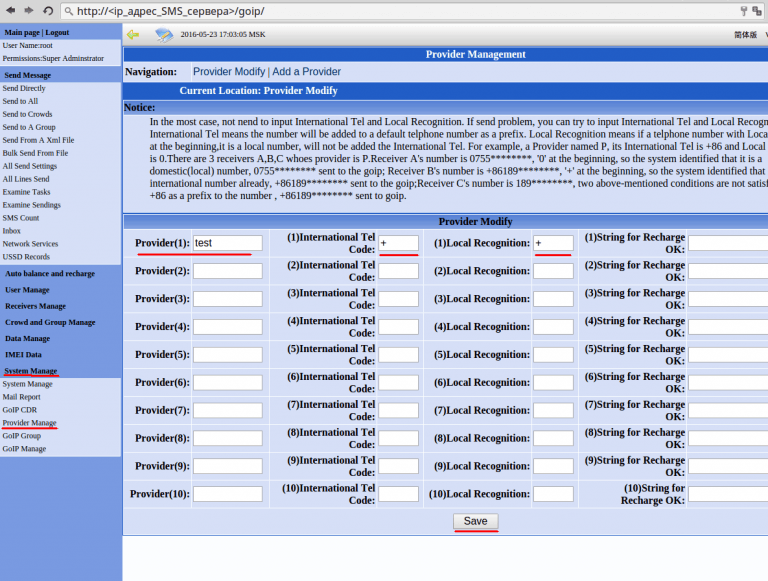 http://<ip_адрес_SMS_сервера>/goip/
Main page | Logout
User Name:root
Permissions:Super Adminstrator
Send Message
Send Directly
Send to All
Send to Crowds
Send to A Group
Send From A Xml File
Bulk Send From File
All Send Settings
All Lines Send
Examine Tasks
Examine Sendings
SMS Count
Inbox
Network Services
USSD Records
Auto balance and recharge
User Manage
Receivers Manage
Crowd and Group Manage
Data Manage
IMEI Data
System Manage
System Manage
Mail Report
GoIP CDR
Provider Manage
GoIP Group
GoIP Manage
2016-05-23 17:03:05 MSK
简体版
Provider Management
Navigation: Provider Modify | Add a Provider
Current Location: Provider Modify
Notice:
In the most case, not nend to input International Tel and Local Recognition. If send problem, you can try to input International Tel and Local Recogn
International Tel means the number will be added to a default telphone number as a prefix. Local Recognition means if a telphone number with Loca
at the beginning,it is a local number, will not be added the International Tel. For example, a Provider named P, its International Tel is +86 and Local
is 0.There are 3 receivers A,B,C whoes provider is P.Receiver A's number is 0755********, '0' at the beginning, so the system identified that it is a
domestic(local) number, 0755******** sent to the goip; Receiver B's number is +86189********, '+' at the beginning, so the system identified that
international number already, +86189******** sent to the goip;Receiver C's number is 189********, two above-mentioned conditions are not satisf
+86 as a prefix to the number , +86189******** sent to goip.
Provider Modify
Provider(1): test (1)International Tel Code: + (1)Local Recognition: + (1)String for Recharge OK:
Provider(2): (2)International Tel Code: (2)Local Recognition: (2)String for Recharge OK:
Provider(3): (3)International Tel Code: (3)Local Recognition: (3)String for Recharge OK:
Provider(4): (4)International Tel Code: (4)Local Recognition: (4)String for Recharge OK:
Provider(5): (5)International Tel Code: (5)Local Recognition: (5)String for Recharge OK:
Provider(6): (6)International Tel Code: (6)Local Recognition: (6)String for Recharge OK:
Provider(7): (7)International Tel Code: (7)Local Recognition: (7)String for Recharge OK:
Provider(8): (8)International Tel Code: (8)Local Recognition: (8)String for Recharge OK:
Provider(9): (9)International Tel Code: (9)Local Recognition: (9)String for Recharge OK:
Provider(10): (10)International Tel Code: (10)Local Recognition: (10)String for Recharge OK:
Save